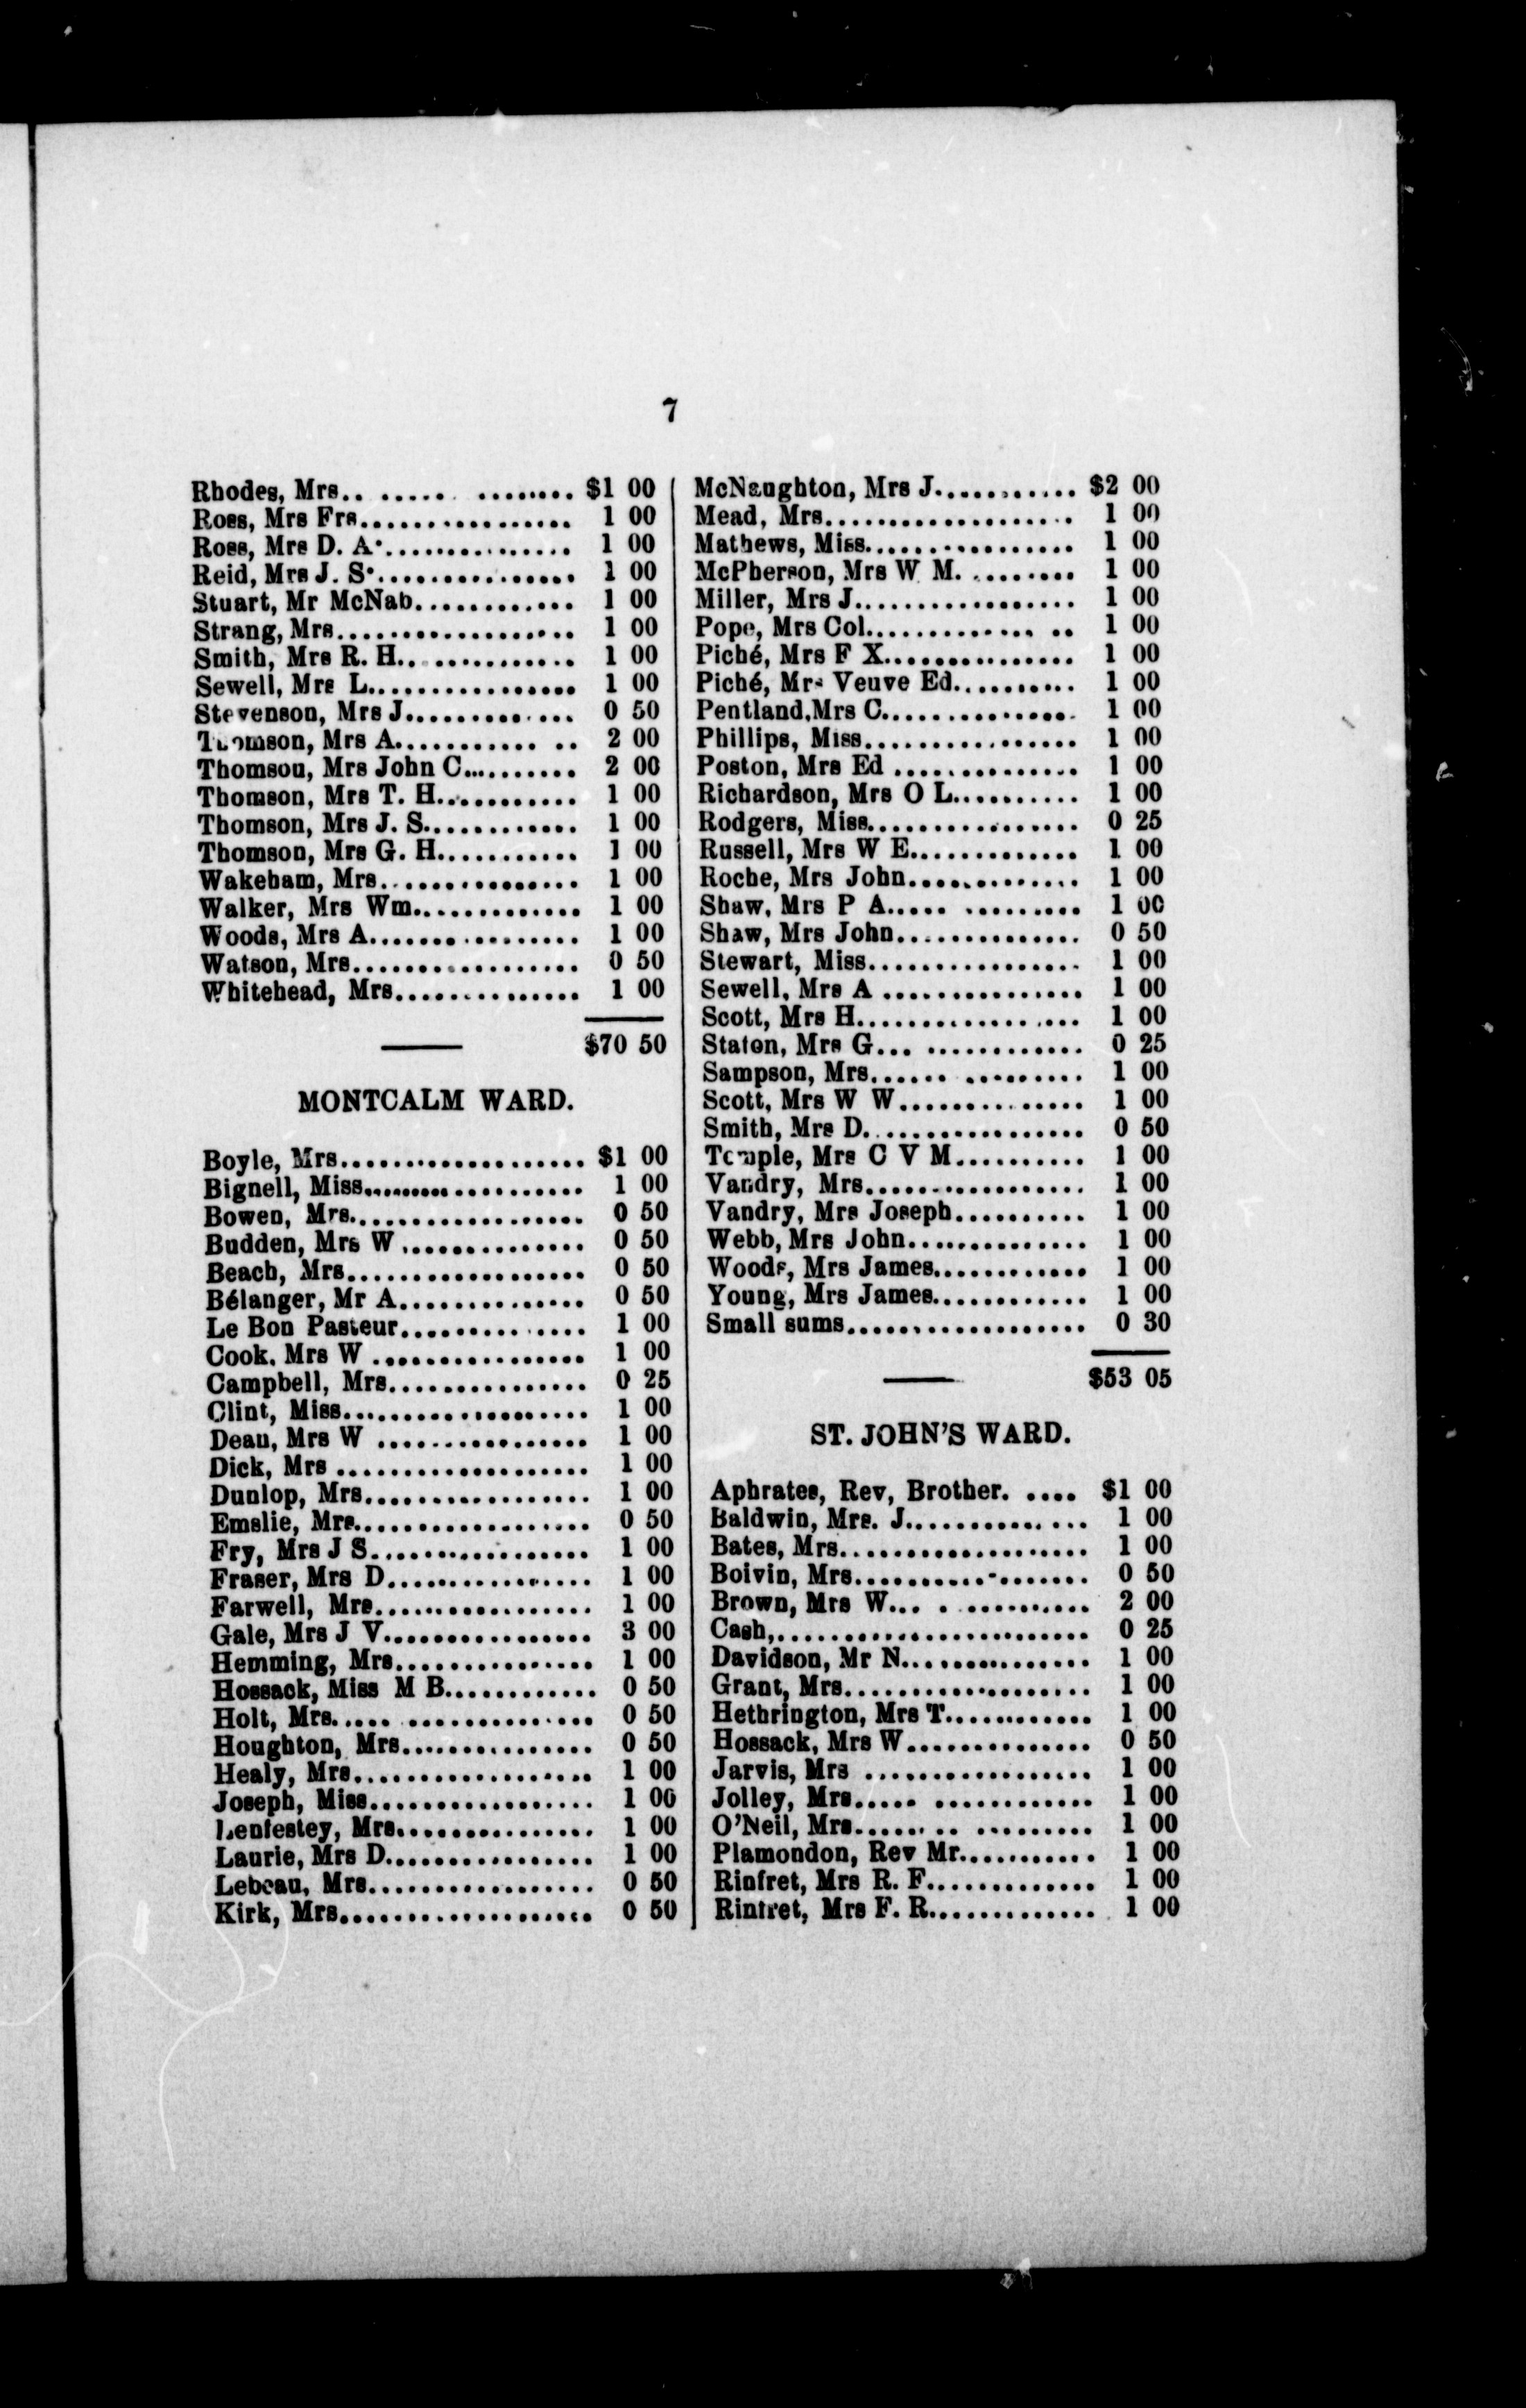 7
Rhodes, Mrs.. ...... ........ $1 00
Ross, Mrs Frs................ 1 00
Ross, Mrs D. A............... 1 00
Reid, Mrs J. S................ 1 00
Stuart, Mr McNab............ 1 00
Strang, Mrs.................. 1 00
Smith, Mrs R. H.............. 1 00
Sewell, Mrs L................ 1 00
Stevenson, Mrs J............. 0 50
Thomson, Mrs A........... .. 2 00
Thomson, Mrs John C......... 2 00
Thomson, Mrs T. H........... 1 00
Thomson, Mrs J. S............ 1 00
Thomson, Mrs G. H........... 1 00
Wakeham, Mrs............... 1 00
Walker, Mrs Wm............. 1 00
Woods, Mrs A................ 1 00
Watson, Mrs................. 0 50
Whitehead, Mrs.............. 1 00
$70 50
MONTCALM WARD.
Boyle, Mrs................... $1 00
Bignell, Miss................. 1 00
Bowen, Mrs.................. 0 50
Budden, Mrs W .............. 0 50
Beach, Mrs.................. 0 50
Bélanger, Mr A.............. 0 50
Le Bon Pasteur.............. 1 00
Cook. Mrs W ................ 1 00
Campbell, Mrs............... 0 25
Clint, Miss................... 1 00
Dean, Mrs W ................ 1 00
Dick, Mrs ................... 1 00
Dunlop, Mrs................. 1 00
Emslie, Mrs.................. 0 50
Fry, Mrs J S................. 1 00
Fraser, Mrs D................ 1 00
Farwell, Mrs................. 1 00
Gale, Mrs J V................ 3 00
Hemming, Mrs............... 1 00
Hossack, Miss M B............ 0 50
Holt, Mrs..... .............. 0 50
Houghton, Mrs............... 0 50
Healy, Mrs.................. 1 00
Joseph, Miss................. 1 00
Lenfestey, Mrs............... 1 00
Laurie, Mrs D................ 1 00
Lebeau, Mrs................. 0 50
Kirk, Mrs................... 0 50
McNaughton, Mrs J........... $2 00
Mead, Mrs................... 1 00
Mathews, Miss................ 1 00
McPherson, Mrs W M. ........ 1 00
Miller, Mrs J................. 1 00
Pope, Mrs Col............. .. 1 00
Piché, Mrs F X............... 1 00
Piché, Mrs Veuve Ed.......... 1 00
Pentland,Mrs C............... 1 00
Phillips, Miss................ 1 00
Poston, Mrs Ed .............. 1 00
Richardson, Mrs O L.......... 1 00
Rodgers, Miss................ 0 25
Russell, Mrs W E............. 1 00
Roche, Mrs John............. 1 00
Shaw, Mrs P A..... ......... 1 00
Shaw, Mrs John.............. 0 50
Stewart, Miss................ 1 00
Sewell, Mrs A ............... 1 00
Scott, Mrs H................. 1 00
Staton, Mrs G... ............ 0 25
Sampson, Mrs...... ......... 1 00
Scott, Mrs W W.............. 1 00
Smith, Mrs D................. 0 50
Temple, Mrs C V M.......... 1 00
Vandry, Mrs................. 1 00
Vandry, Mrs Joseph.......... 1 00
Webb, Mrs John.............. 1 00
Woods, Mrs James............ 1 00
Young, Mrs James............ 1 00
Small sums.................. 0 30
$53 05
ST. JOHN'S WARD.
Aphrates, Rev, Brother. .... $1 00
Baldwin, Mrs. J.............. 1 00
Bates, Mrs................... 1 00
Boivin, Mrs.................. 0 50
Brown, Mrs W... . .......... 2 00
Cash,........................ 0 25
Davidson, Mr N.............. 1 00
Grant, Mrs................... 1 00
Hethrington, Mrs T........... 1 00
Hossack, Mrs W.............. 0 50
Jarvis, Mrs ................. 1 00
Jolley, Mrs..... ............ 1 00
O'Neil, Mrs....... ......... 1 00
Plamondon, Rev Mr........... 1 00
Rinfret, Mrs R. F............. 1 00
Rinfret, Mrs F. R............. 1 00